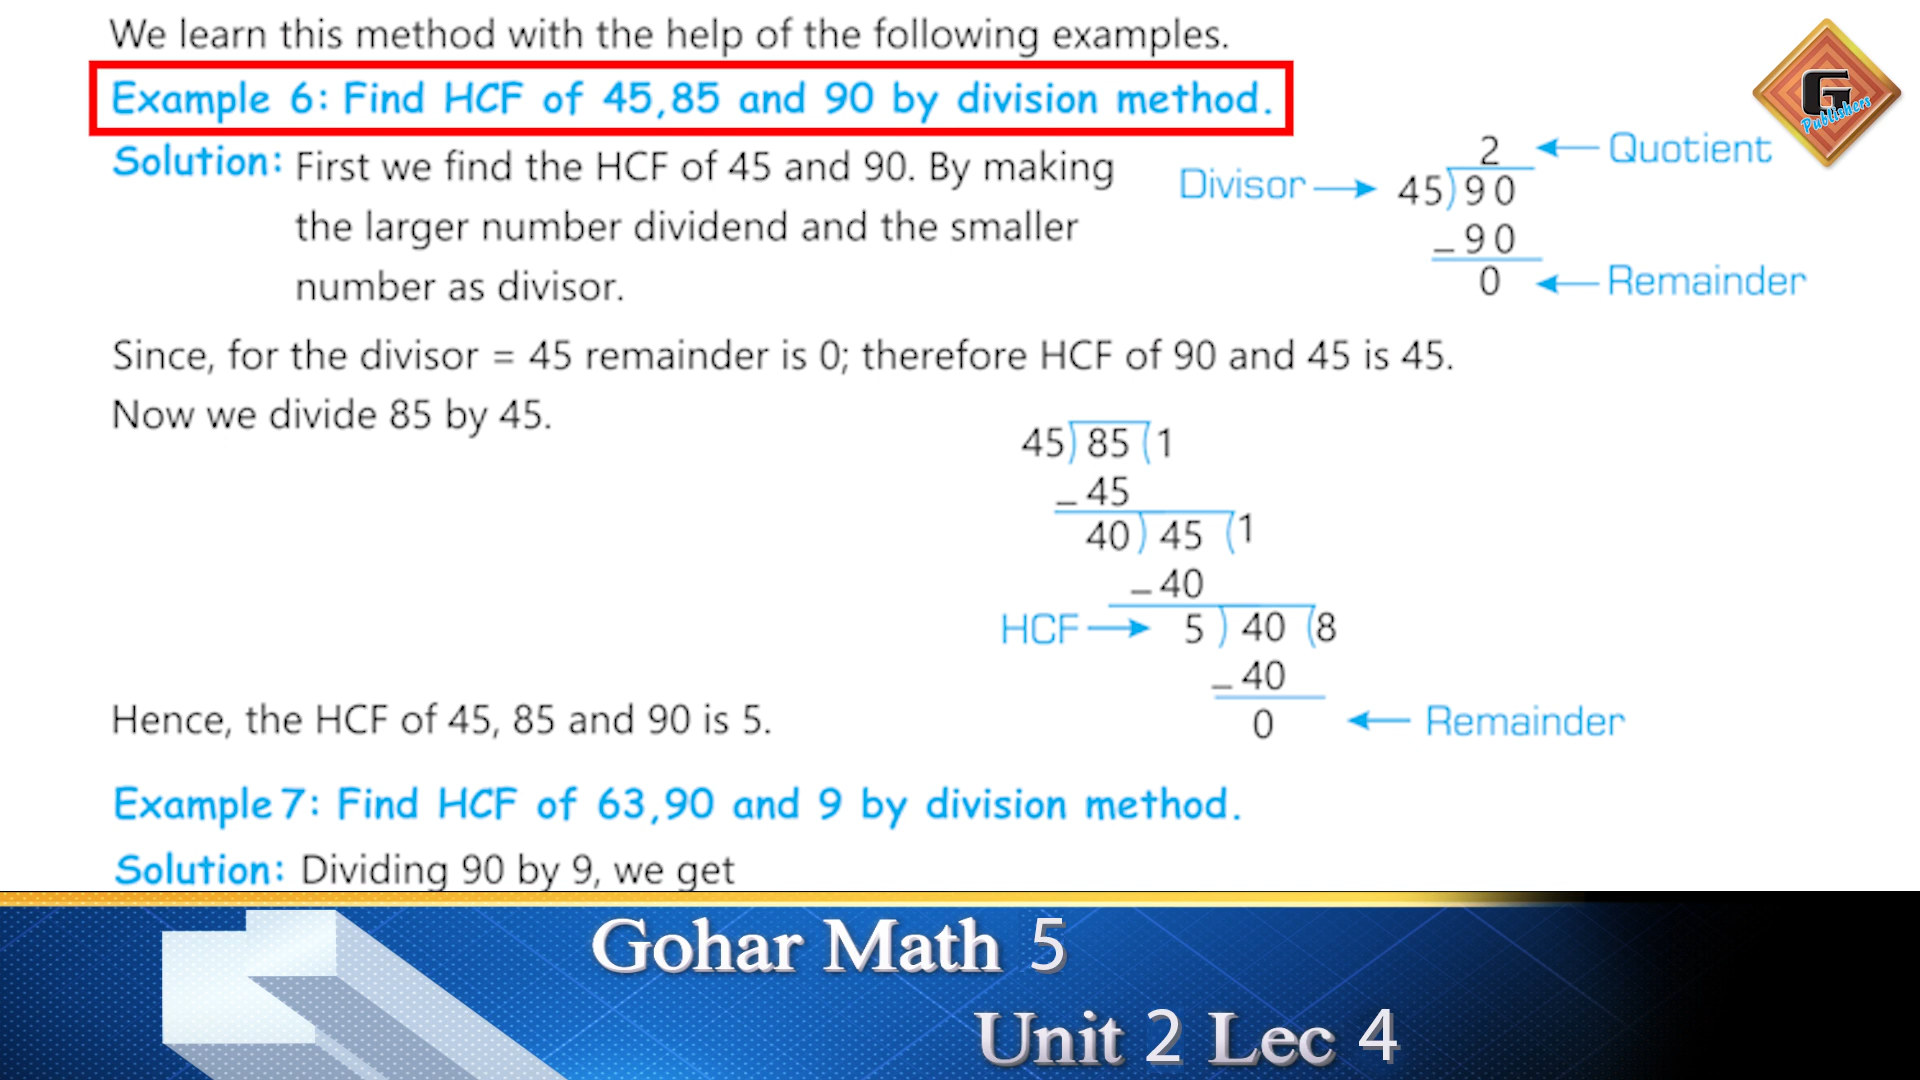 We learn this method with the help of the following examples.
Example 6: Find HCF of 45,85 and 90 by division method.
G
Publishers
Solution: First we find the HCF of 45 and 90. By making
the larger number dividend and the smaller
number as divisor.
2 Quotient
Divisor 45)90
–90
0 Remainder
Since, for the divisor = 45 remainder is 0; therefore HCF of 90 and 45 is 45.
Now we divide 85 by 45.
45)85(1
–45
40)45(1
–40
HCF 5)40(8
–40
0 Remainder
Hence, the HCF of 45, 85 and 90 is 5.
Example 7: Find HCF of 63,90 and 9 by division method.
Solution: Dividing 90 by 9, we get
Gohar Math 5
Unit 2 Lec 4